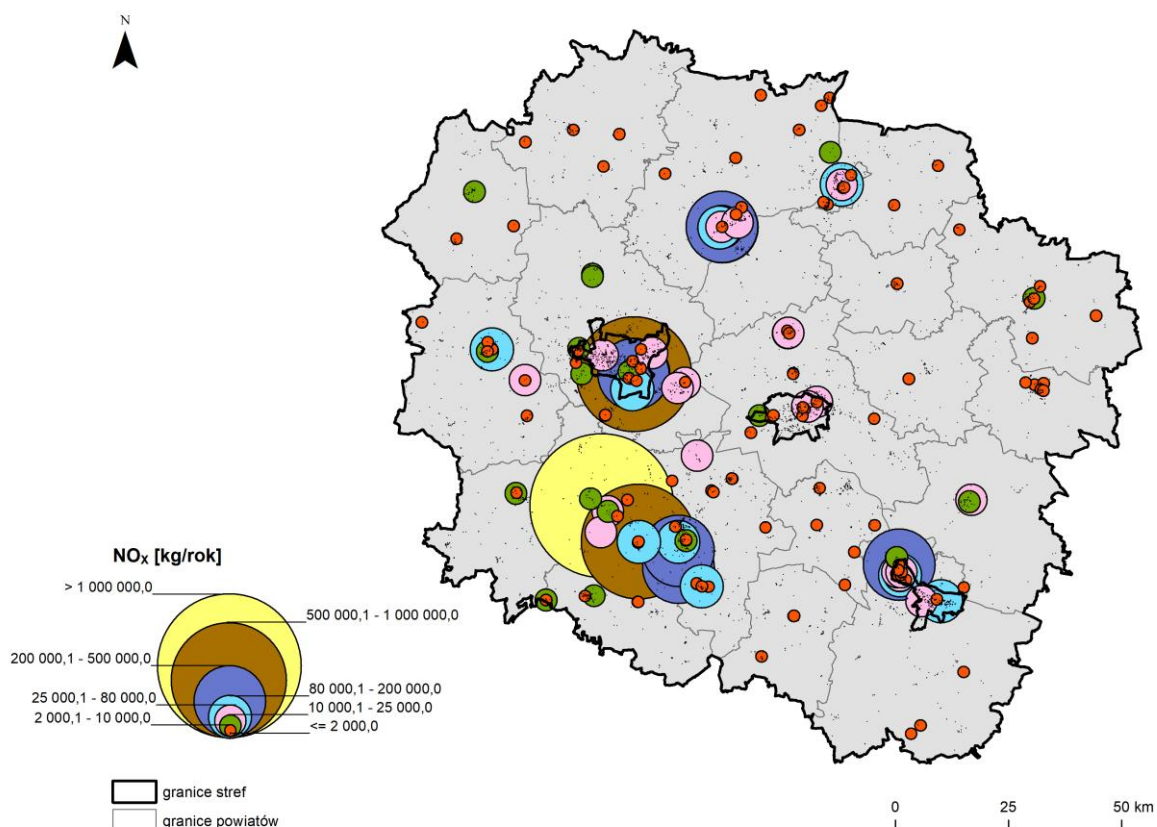 N
NOx [kg/rok]
> 1 000 000,0
500 000,1 - 1 000 000,0
200 000,1 - 500 000,0
80 000,1 - 200 000,0
25 000,1 - 80 000,0
10 000,1 - 25 000,0
2 000,1 - 10 000,0
<= 2 000,0
granice stref
granice powiatów
0 25 50 km